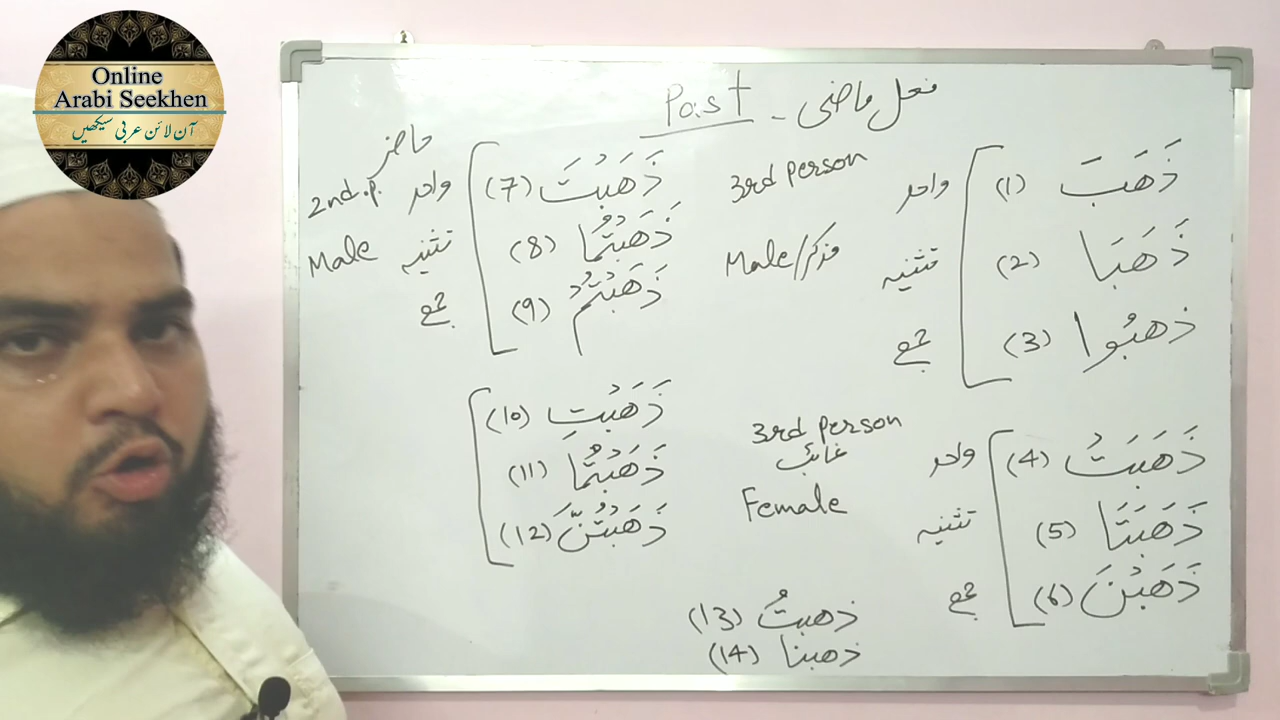 Online
Arabi Seekhen
آن لائن عربی سیکھیں
فعل ماضی - Past
3rd person
Male/مذکر
واحد (1) ذَهَبَ
تثنیہ (2) ذَهَبَا
جمع (3) ذهبُوا
3rd person
غائب
Female
واحد (4) ذَهَبَتْ
تثنیہ (5) ذَهَبَتَا
جمع (6) ذَهَبْنَ
حاضر
2nd.p.
Male
واحد (7) ذَهَبْتَ
تثنیہ (8) ذَهَبْتُمَا
جمع (9) ذَهَبْتُمْ
(10) ذَهَبْتِ
(11) ذَهَبْتُمَا
(12) ذَهَبْتُنَّ
(13) ذهبتُ
(14) ذهبنا